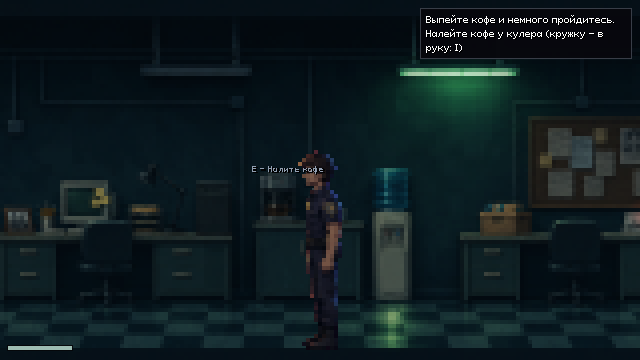 Выпейте кофе и немного пройдитесь.
Налейте кофе у кулера (кружку – в
руку: I)
E – Налить кофе